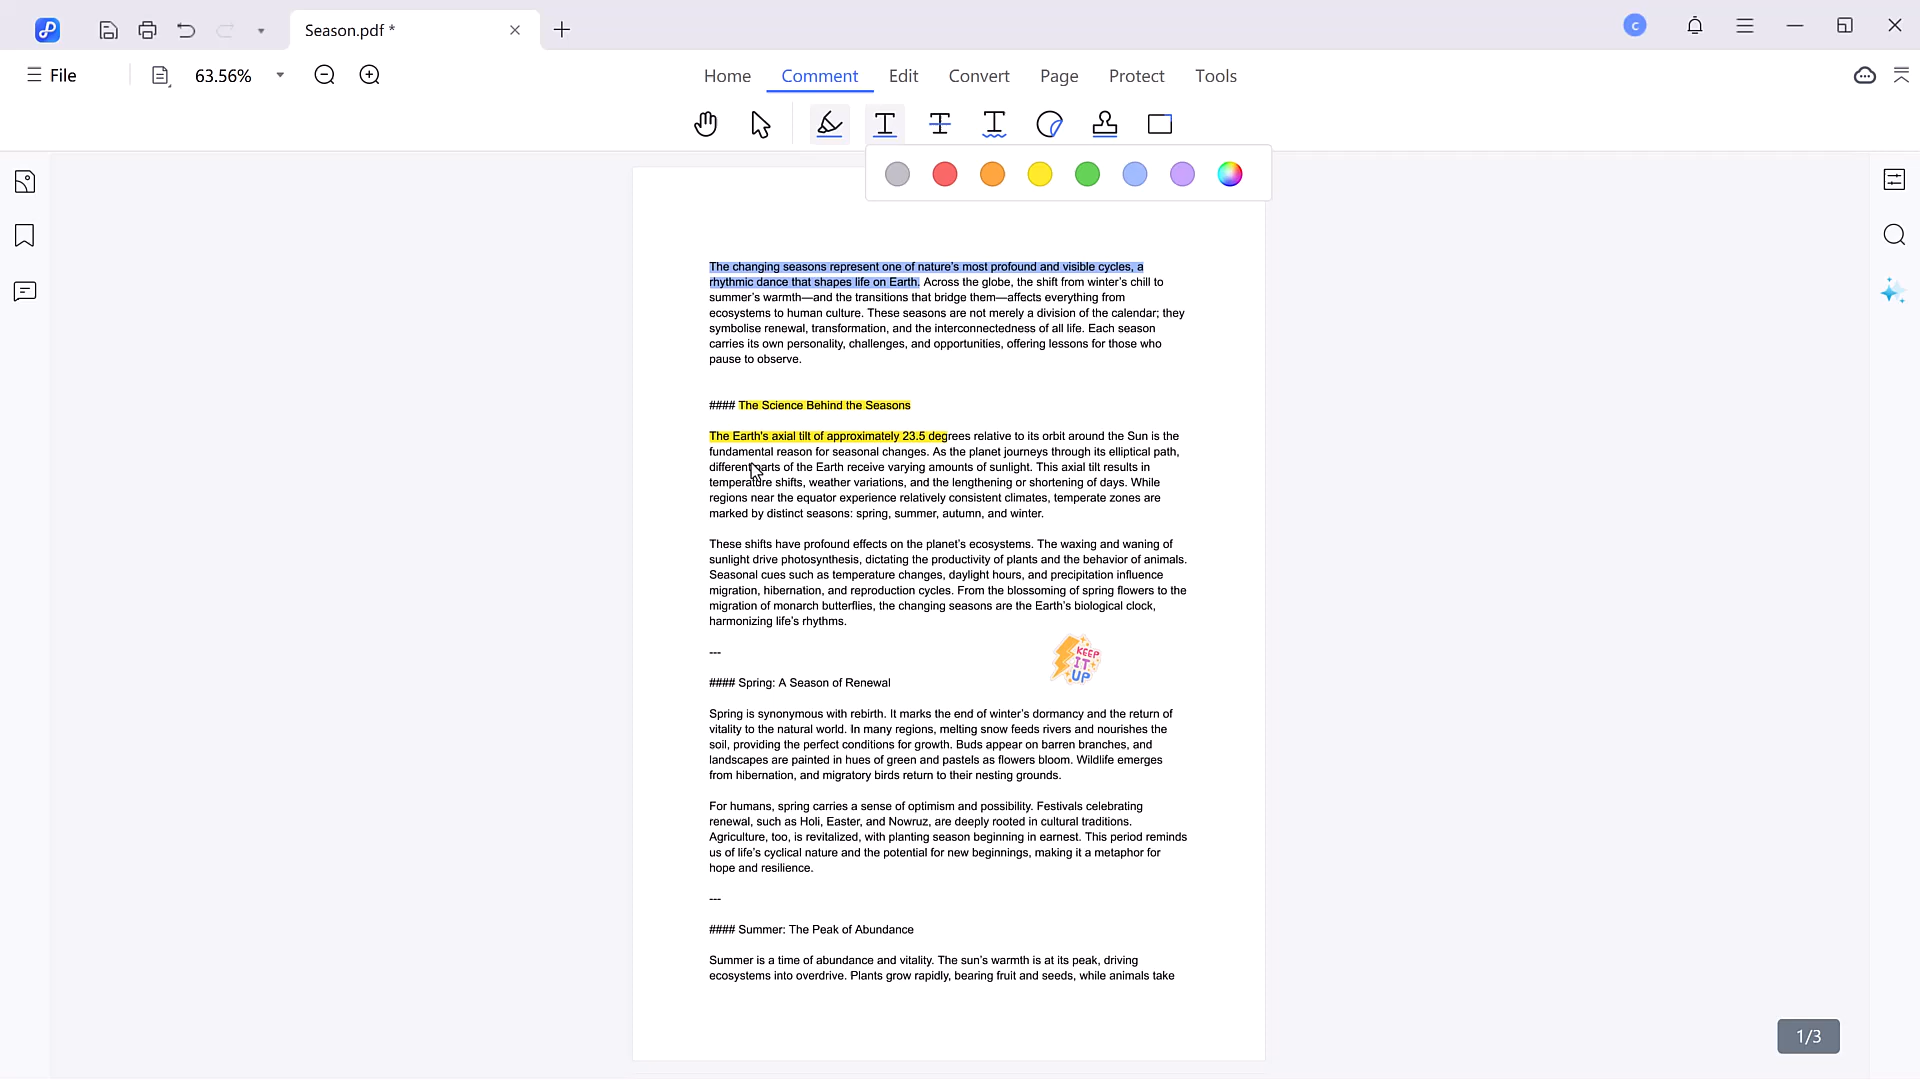 Season.pdf *
c
File
63.56%
Home Comment Edit Convert Page Protect Tools
The changing seasons represent one of nature's most profound and visible cycles, a
rhythmic dance that shapes life on Earth. Across the globe, the shift from winter's chill to
summer's warmth—and the transitions that bridge them—affects everything from
ecosystems to human culture. These seasons are not merely a division of the calendar; they
symbolise renewal, transformation, and the interconnectedness of all life. Each season
carries its own personality, challenges, and opportunities, offering lessons for those who
pause to observe.
#### The Science Behind the Seasons
The Earth's axial tilt of approximately 23.5 degrees relative to its orbit around the Sun is the
fundamental reason for seasonal changes. As the planet journeys through its elliptical path,
different parts of the Earth receive varying amounts of sunlight. This axial tilt results in
temperature shifts, weather variations, and the lengthening or shortening of days. While
regions near the equator experience relatively consistent climates, temperate zones are
marked by distinct seasons: spring, summer, autumn, and winter.
These shifts have profound effects on the planet's ecosystems. The waxing and waning of
sunlight drive photosynthesis, dictating the productivity of plants and the behavior of animals.
Seasonal cues such as temperature changes, daylight hours, and precipitation influence
migration, hibernation, and reproduction cycles. From the blossoming of spring flowers to the
migration of monarch butterflies, the changing seasons are the Earth's biological clock,
harmonizing life's rhythms.
---
KEEP
IT
UP
#### Spring: A Season of Renewal
Spring is synonymous with rebirth. It marks the end of winter's dormancy and the return of
vitality to the natural world. In many regions, melting snow feeds rivers and nourishes the
soil, providing the perfect conditions for growth. Buds appear on barren branches, and
landscapes are painted in hues of green and pastels as flowers bloom. Wildlife emerges
from hibernation, and migratory birds return to their nesting grounds.
For humans, spring carries a sense of optimism and possibility. Festivals celebrating
renewal, such as Holi, Easter, and Nowruz, are deeply rooted in cultural traditions.
Agriculture, too, is revitalized, with planting season beginning in earnest. This period reminds
us of life's cyclical nature and the potential for new beginnings, making it a metaphor for
hope and resilience.
---
#### Summer: The Peak of Abundance
Summer is a time of abundance and vitality. The sun's warmth is at its peak, driving
ecosystems into overdrive. Plants grow rapidly, bearing fruit and seeds, while animals take
1/3